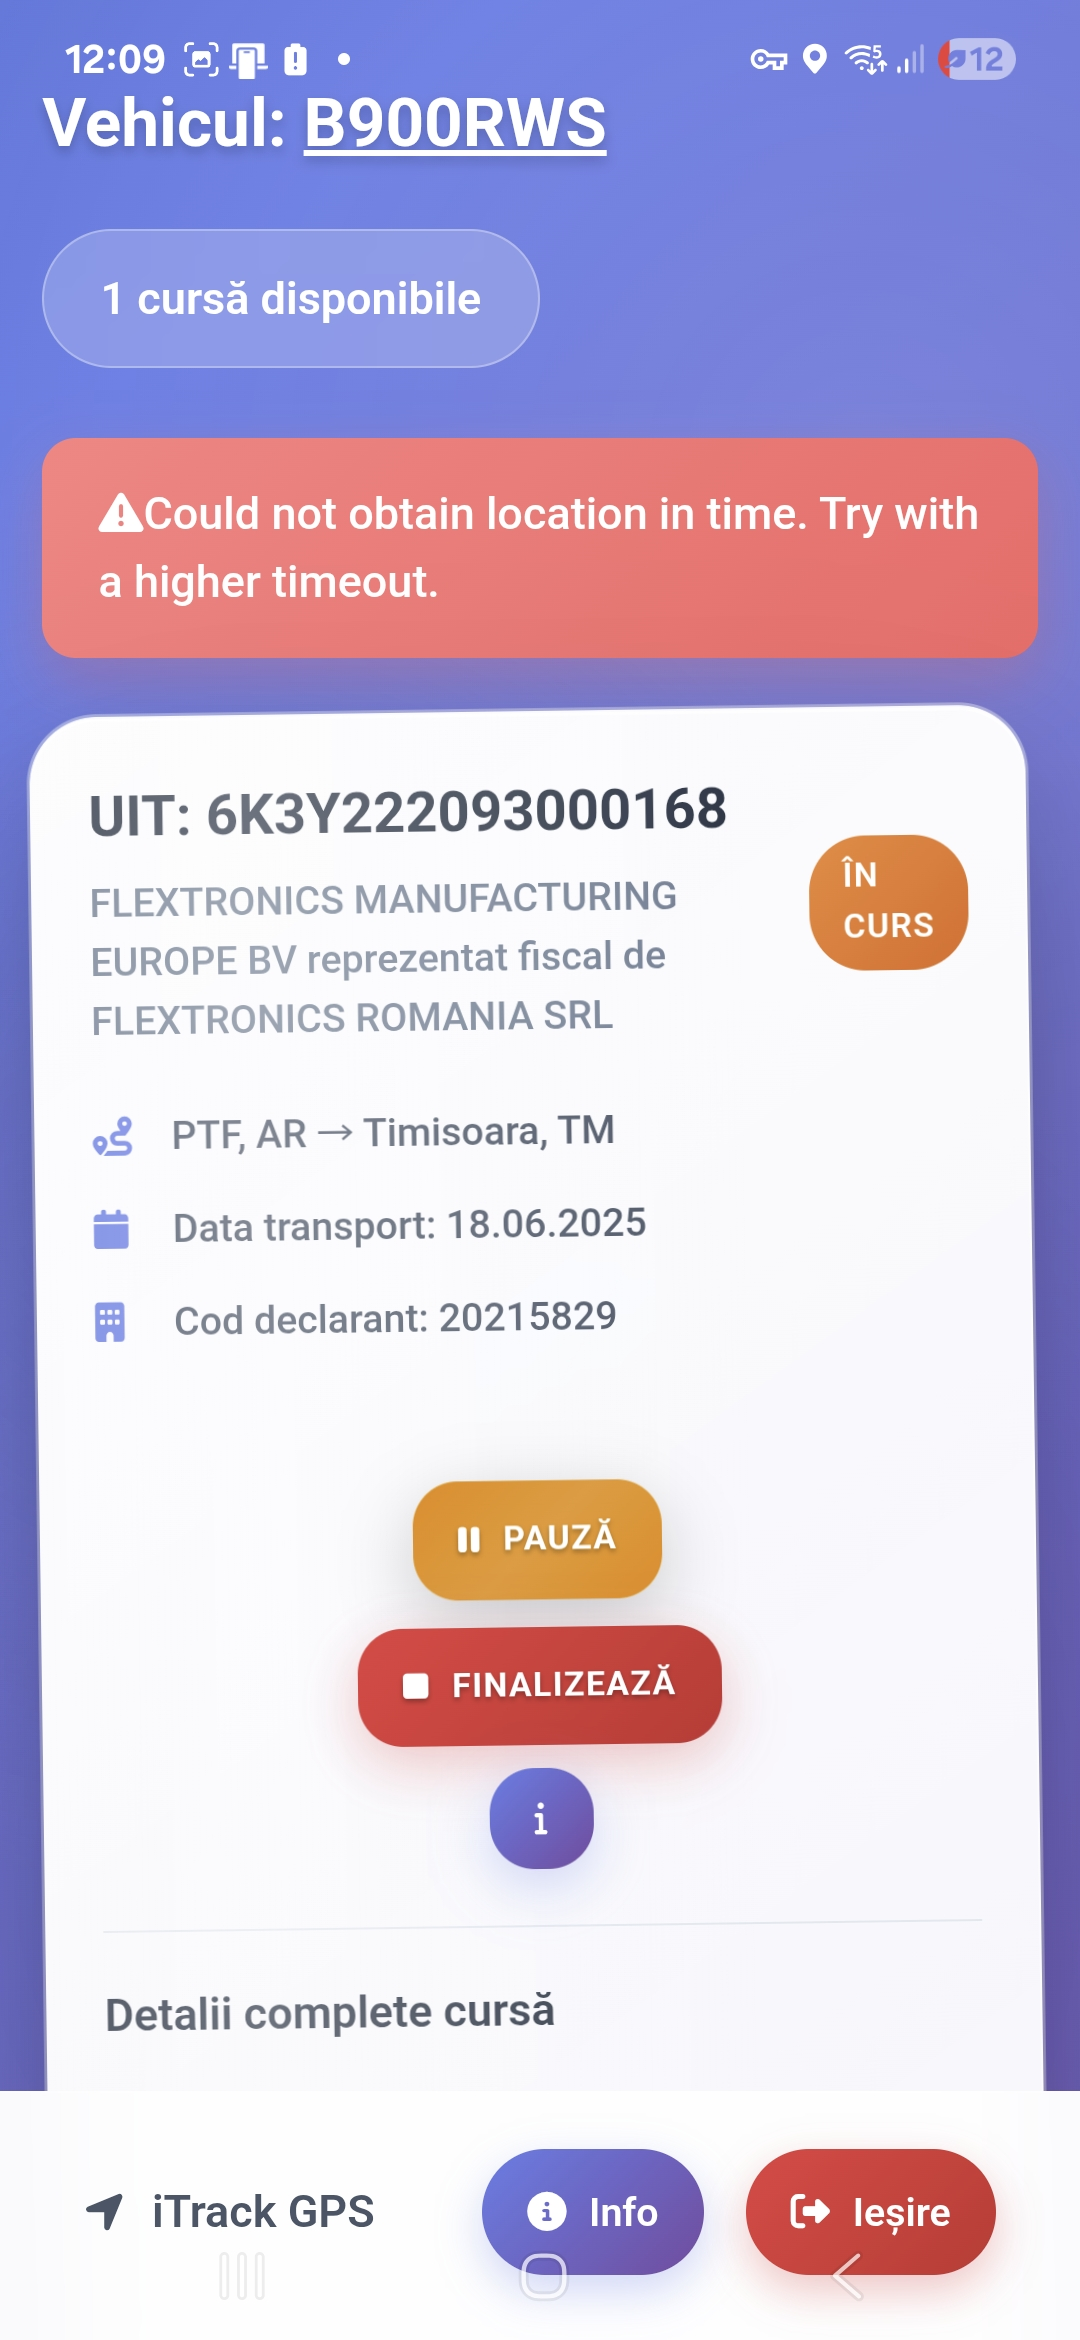 12:09
5
12
Vehicul: B900RWS
1 cursă disponibile
Could not obtain location in time. Try with
a higher timeout.
UIT: 6K3Y222093000168
FLEXTRONICS MANUFACTURING
EUROPE BV reprezentat fiscal de
FLEXTRONICS ROMANIA SRL
ÎN
CURS
PTF, AR → Timisoara, TM
Data transport: 18.06.2025
Cod declarant: 20215829
PAUZĂ
FINALIZEAZĂ
Detalii complete cursă
iTrack GPS
Info
Ieșire